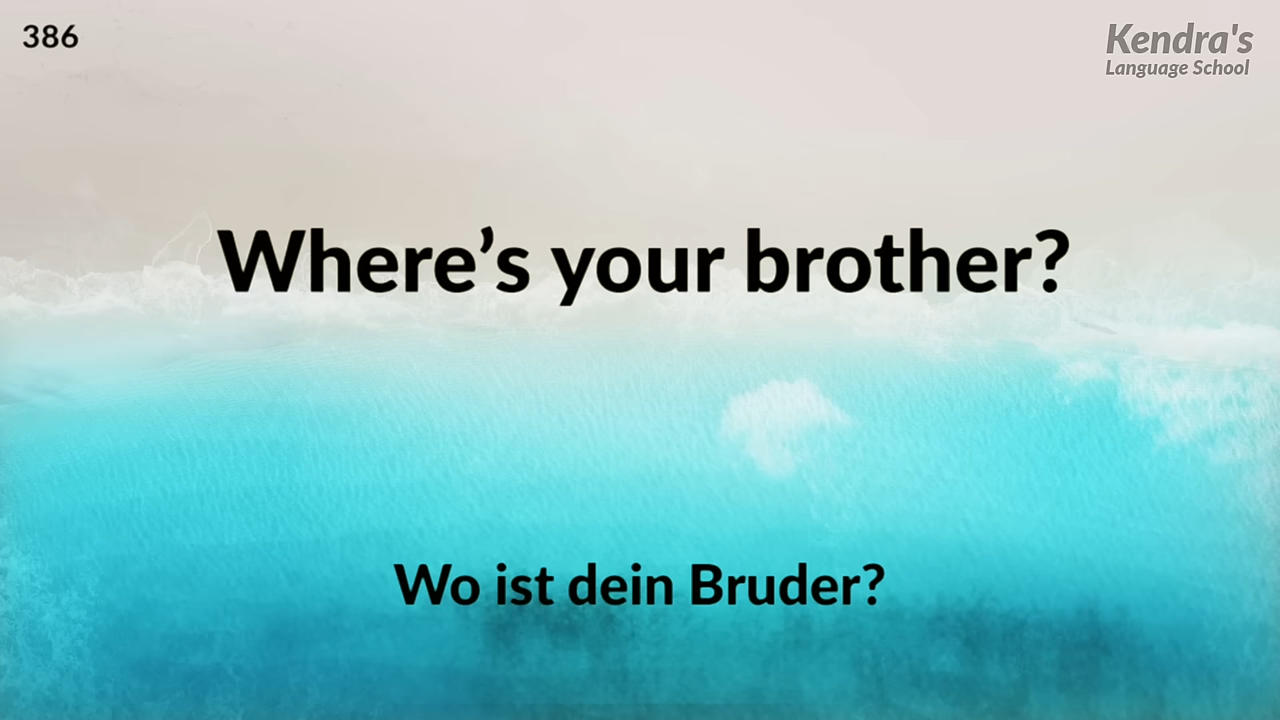 386
Kendra's
Language School
Where’s your brother?
Wo ist dein Bruder?